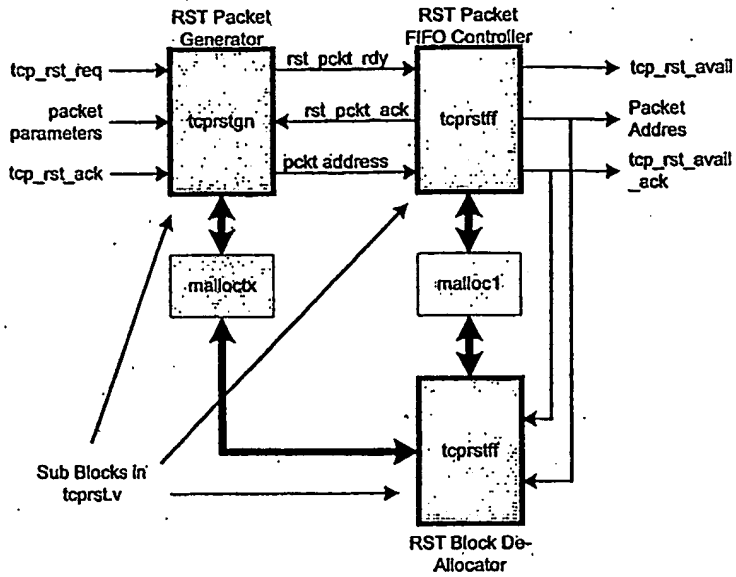 RST Packet
Generator
RST Packet
FIFO Controller
tcp_rst_req
rst_pckt_rdy
tcp_rst_avail
packet
parameters
tcprstgn
rst_pckt_ack
tcprstff
Packet
Addres
tcp_rst_ack
pckt address
tcp_rst_avail
_ack
malloctx
malloc1
tcprstff
Sub Blocks in
tcprst.v
RST Block De-
Allocator